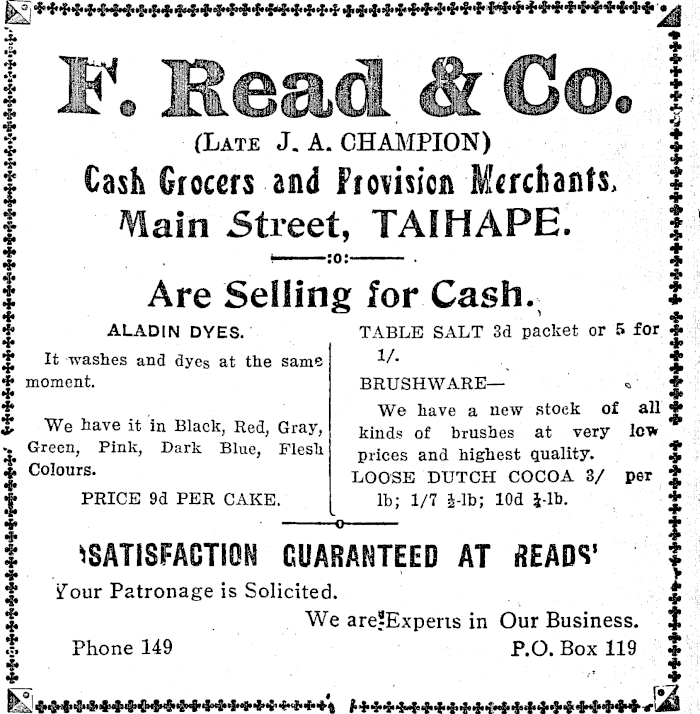 F. Read & Co.
(LATE J. A. CHAMPION)
Cash Grocers and Provision Merchants,
Main Street, TAIHAPE.
:o:
Are Selling for Cash.
ALADIN DYES.
It washes and dyes at the same
moment.
We have it in Black, Red, Gray,
Green, Pink, Dark Blue, Flesh
Colours.
PRICE 9d PER CAKE.
TABLE SALT 3d packet or 5 for
1/.
BRUSHWARE—
We have a new stock of all
kinds of brushes at very low
prices and highest quality.
LOOSE DUTCH COCOA 3/ per
lb; 1/7 ½-lb; 10d ¼-lb.
o
'SATISFACTION GUARANTEED AT READS'
Your Patronage is Solicited.
We are Experts in Our Business.
Phone 149
P.O. Box 119